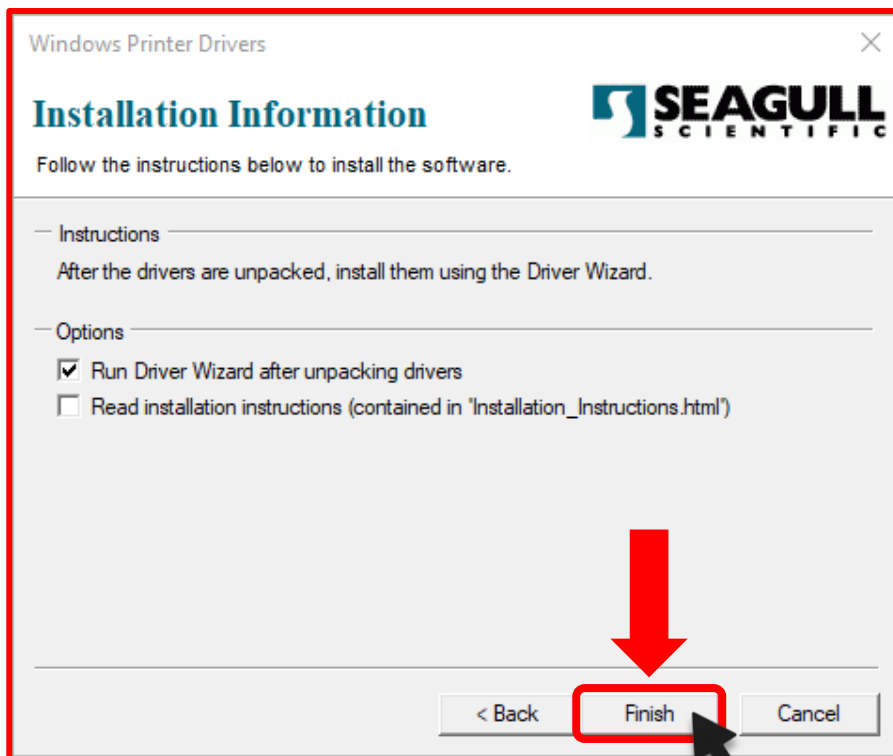 Windows Printer Drivers
Installation Information
SEAGULL
SCIENTIFIC
Follow the instructions below to install the software.
Instructions
After the drivers are unpacked, install them using the Driver Wizard.
Options
Run Driver Wizard after unpacking drivers
Read installation instructions (contained in "Installation_Instructions.html")
< Back Finish Cancel